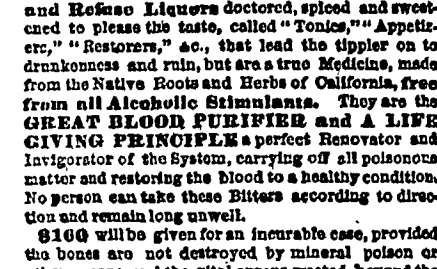 and Refuse Liquors doctored, spiced and sweet-
ened to please the taste, called "Tonics," "Appetiz-
ers," "Restorers," &c., that lead the tippler on to
drunkenness and ruin, but are a true Medicine, made
from the Native Roots and Herbs of California, free
from all Alcoholic Stimulants. They are the
GREAT BLOOD PURIFIER and A LIFE
GIVING PRINCIPLE a perfect Renovator and
Invigorator of the System, carrying off all poisonous
matter and restoring the blood to a healthy condition.
No person can take these Bitters according to direc-
tion and remain long unwell.
$100 will be given for an incurable case, provided
the bones are not destroyed by mineral poison or